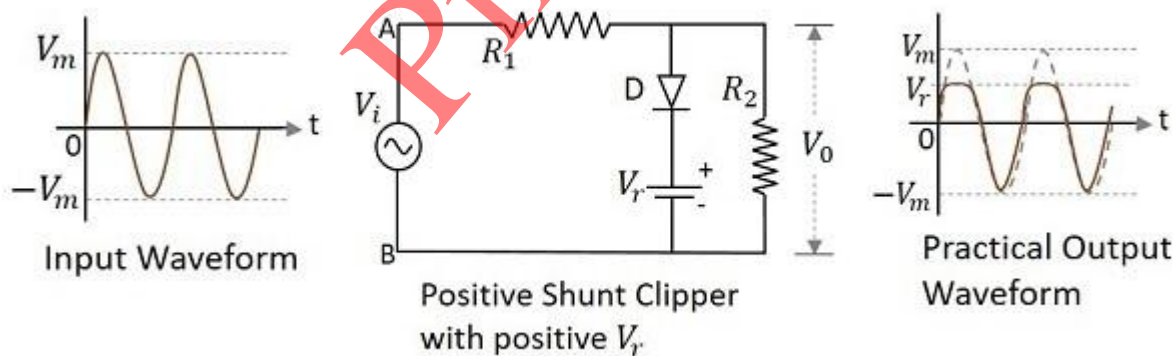 V_m
0
t
-V_m
Input Waveform
A
R_1
V_i
D
R_2
V_r
+
-
V_0
B
Positive Shunt Clipper
with positive V_r
V_m
V_r
0
t
-V_m
Practical Output
Waveform